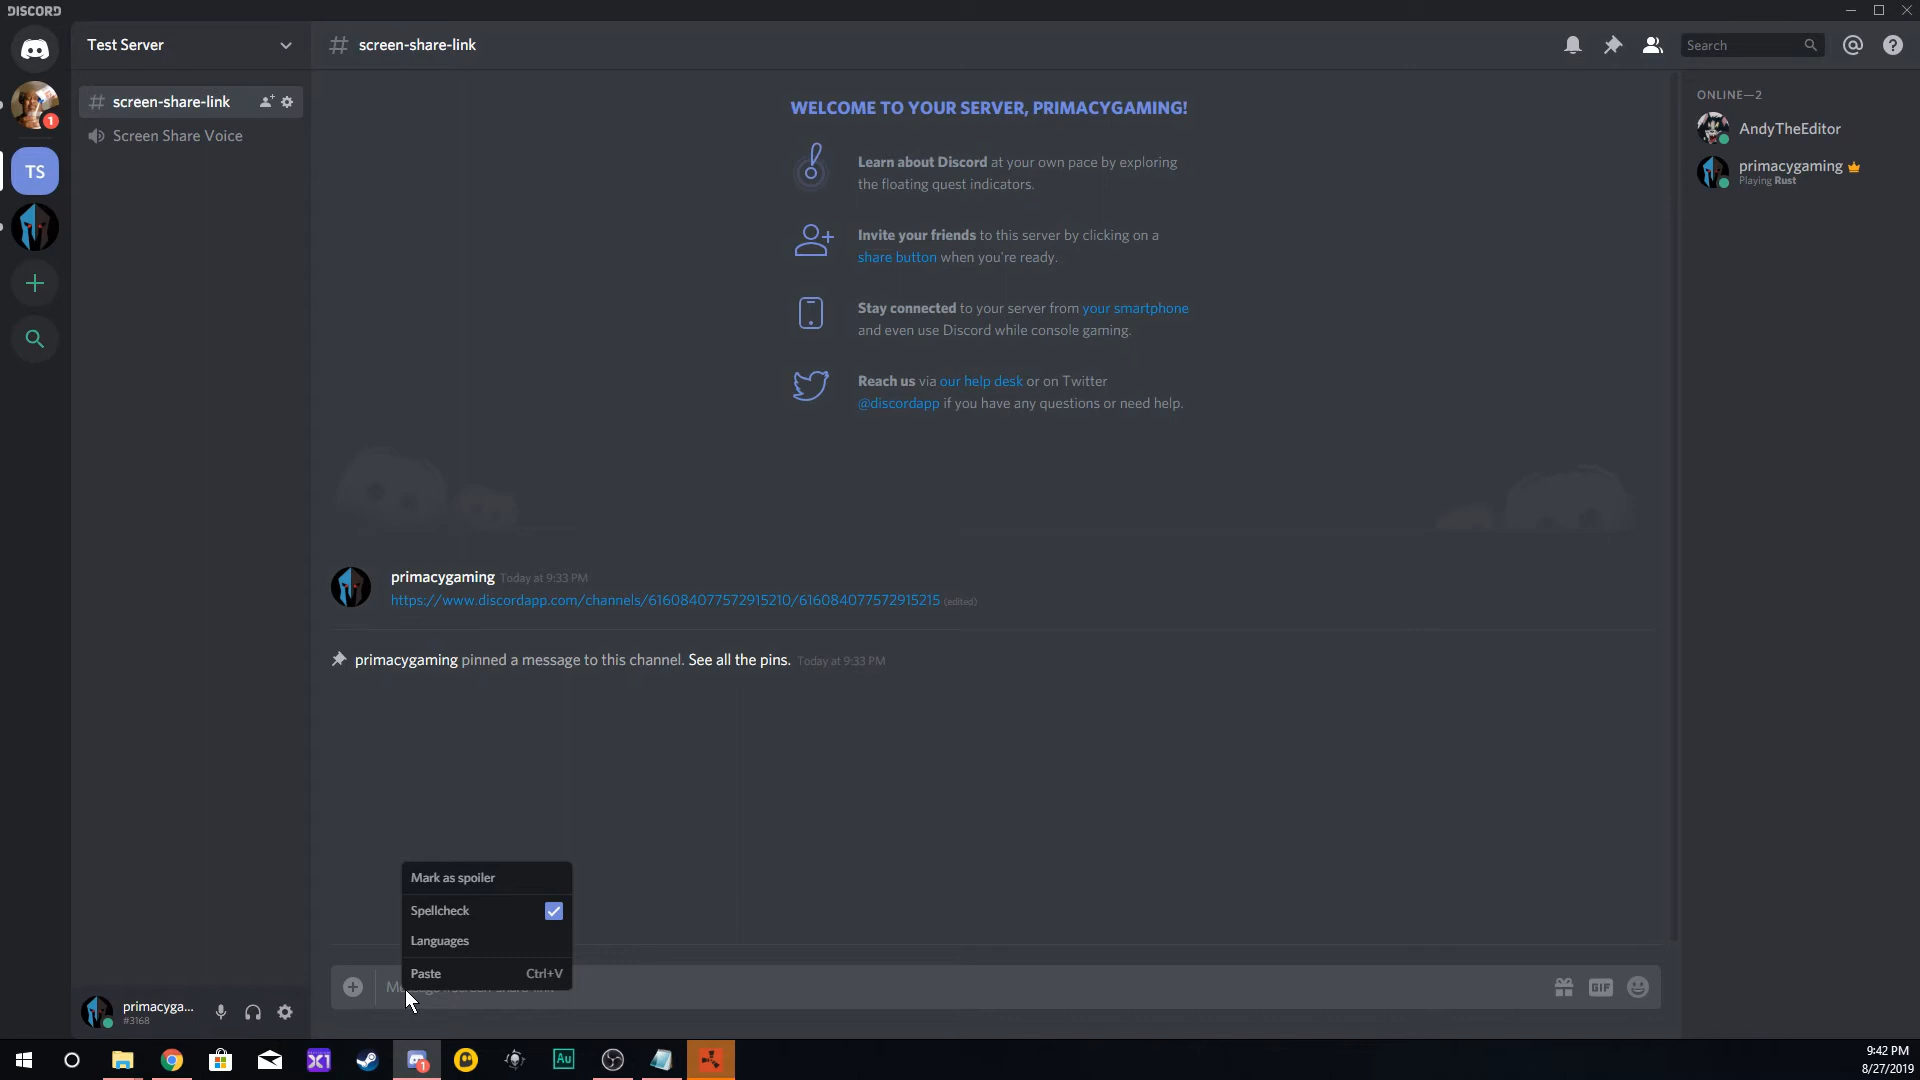 DISCORD
Test Server
screen-share-link
Search
1
screen-share-link
Screen Share Voice
TS
WELCOME TO YOUR SERVER, PRIMACYGAMING!
Learn about Discord at your own pace by exploring
the floating quest indicators.
Invite your friends to this server by clicking on a
share button when you're ready.
Stay connected to your server from your smartphone
and even use Discord while console gaming.
Reach us via our help desk or on Twitter
@discordapp if you have any questions or need help.
ONLINE—2
AndyTheEditor
primacygaming
Playing Rust
primacygaming Today at 9:33 PM
https://www.discordapp.com/channels/616084077572915210/616084077572915215 (edited)
primacygaming pinned a message to this channel. See all the pins. Today at 9:33 PM
Mark as spoiler
Spellcheck
Languages
Paste Ctrl+V
GIF
primacyga...
#3168
X1
1
Au
9:42 PM
8/27/2019